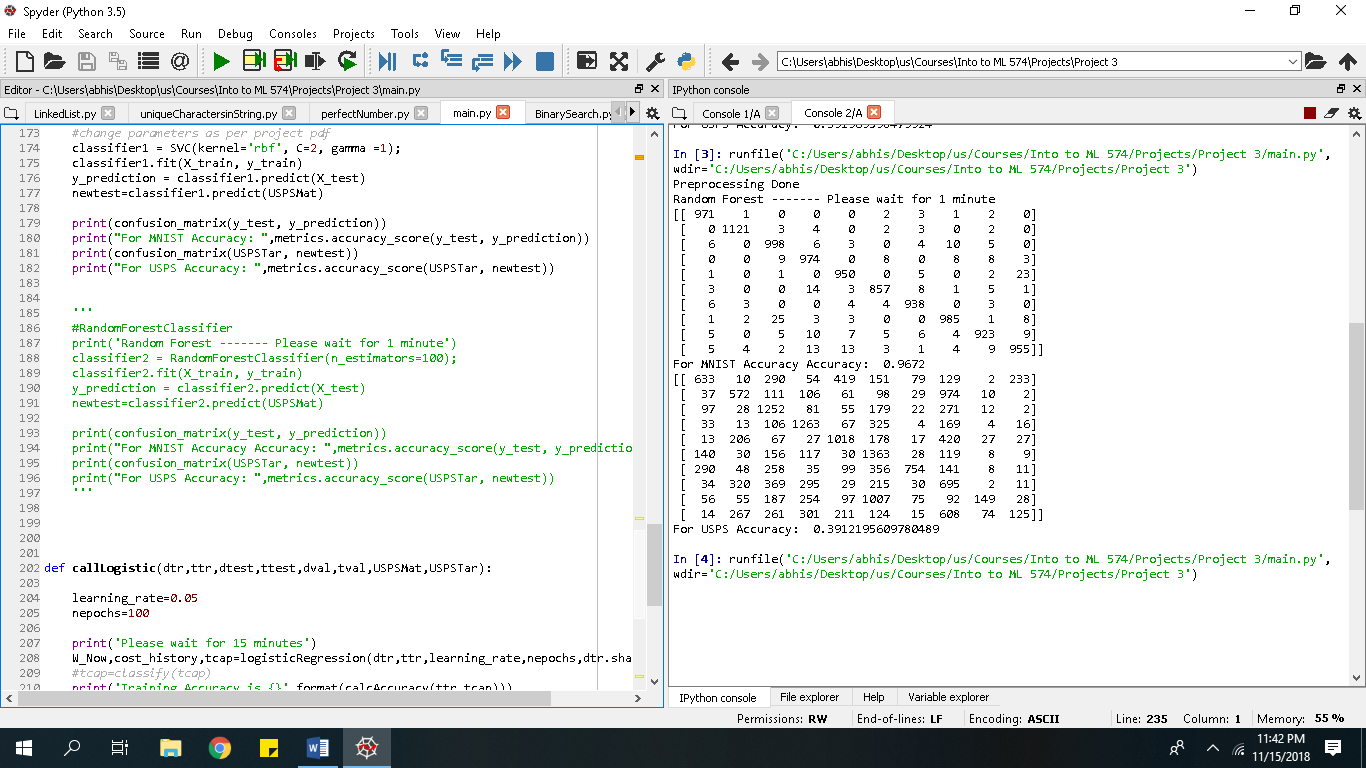 Spyder (Python 3.5)
File Edit Search Source Run Debug Consoles Projects Tools View Help
C:\Users\abhis\Desktop\us\Courses\Into to ML 574\Projects\Project 3
Editor - C:\Users\abhis\Desktop\us\Courses\Into to ML 574\Projects\Project 3\main.py
LinkedList.py uniqueCharactersinString.py perfectNumber.py main.py BinarySearch.py
173 #change parameters as per project pdf
174 classifier1 = SVC(kernel='rbf', C=2, gamma =1);
175 classifier1.fit(X_train, y_train)
176 y_prediction = classifier1.predict(X_test)
177 newtest=classifier1.predict(USPSMat)
178
179 print(confusion_matrix(y_test, y_prediction))
180 print("For MNIST Accuracy: ",metrics.accuracy_score(y_test, y_prediction))
181 print(confusion_matrix(USPSTar, newtest))
182 print("For USPS Accuracy: ",metrics.accuracy_score(USPSTar, newtest))
183
184
185 '''
186 #RandomForestClassifier
187 print('Random Forest ------- Please wait for 1 minute')
188 classifier2 = RandomForestClassifier(n_estimators=100);
189 classifier2.fit(X_train, y_train)
190 y_prediction = classifier2.predict(X_test)
191 newtest=classifier2.predict(USPSMat)
192
193 print(confusion_matrix(y_test, y_prediction))
194 print("For MNIST Accuracy Accuracy: ",metrics.accuracy_score(y_test, y_predictio
195 print(confusion_matrix(USPSTar, newtest))
196 print("For USPS Accuracy: ",metrics.accuracy_score(USPSTar, newtest))
197 '''
198
199
200
201
202 def callLogistic(dtr,ttr,dtest,ttest,dval,tval,USPSMat,USPSTar):
203
204 learning_rate=0.05
205 nepochs=100
206
207 print('Please wait for 15 minutes')
208 W_Now,cost_history,tcap=logisticRegression(dtr,ttr,learning_rate,nepochs,dtr.sha
209 #tcap=classify(tcap)
210 print('Training Accuracy is {}'.format(calcAccuracy(ttr,tcap)))
IPython console
Console 1/A Console 2/A
For USPS Accuracy:
In [3]: runfile('C:/Users/abhis/Desktop/us/Courses/Into to ML 574/Projects/Project 3/main.py',
wdir='C:/Users/abhis/Desktop/us/Courses/Into to ML 574/Projects/Project 3')
Preprocessing Done
Random Forest ------- Please wait for 1 minute
[[ 971 1 0 0 0 2 3 1 2 0]
[ 0 1121 3 4 0 2 3 0 2 0]
[ 6 0 998 6 3 0 4 10 5 0]
[ 0 0 9 974 0 8 0 8 8 3]
[ 1 0 1 0 950 0 5 0 2 23]
[ 3 0 0 14 3 857 8 1 5 1]
[ 6 3 0 0 4 4 938 0 3 0]
[ 1 2 25 3 3 0 0 985 1 8]
[ 5 0 5 10 7 5 6 4 923 9]
[ 5 4 2 13 13 3 1 4 9 955]]
For MNIST Accuracy Accuracy: 0.9672
[[ 633 10 290 54 419 151 79 129 2 233]
[ 37 572 111 106 61 98 29 974 10 2]
[ 97 28 1252 81 55 179 22 271 12 2]
[ 33 13 106 1263 67 325 4 169 4 16]
[ 13 206 67 27 1018 178 17 420 27 27]
[ 140 30 156 117 30 1363 28 119 8 9]
[ 290 48 258 35 99 356 754 141 8 11]
[ 34 320 369 295 29 215 30 695 2 11]
[ 56 55 187 254 97 1007 75 92 149 28]
[ 14 267 261 301 211 124 15 608 74 125]]
For USPS Accuracy: 0.3912195609780489
In [4]: runfile('C:/Users/abhis/Desktop/us/Courses/Into to ML 574/Projects/Project 3/main.py',
wdir='C:/Users/abhis/Desktop/us/Courses/Into to ML 574/Projects/Project 3')
IPython console File explorer Help Variable explorer
Permissions: RW End-of-lines: LF Encoding: ASCII Line: 235 Column: 1 Memory: 55 %
11:42 PM
11/15/2018